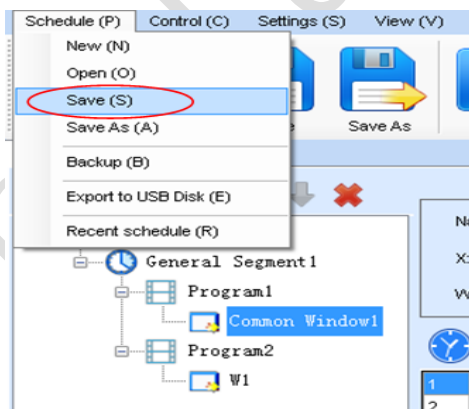 Schedule (P) Control (C) Settings (S) View (V)
New (N)
Open (O)
Save (S)
Save As (A)
Save As
Backup (B)
Export to USB Disk (E)
Recent schedule (R)
General Segment1
Program1
Common Window1
Program2
W1
X:
1
2